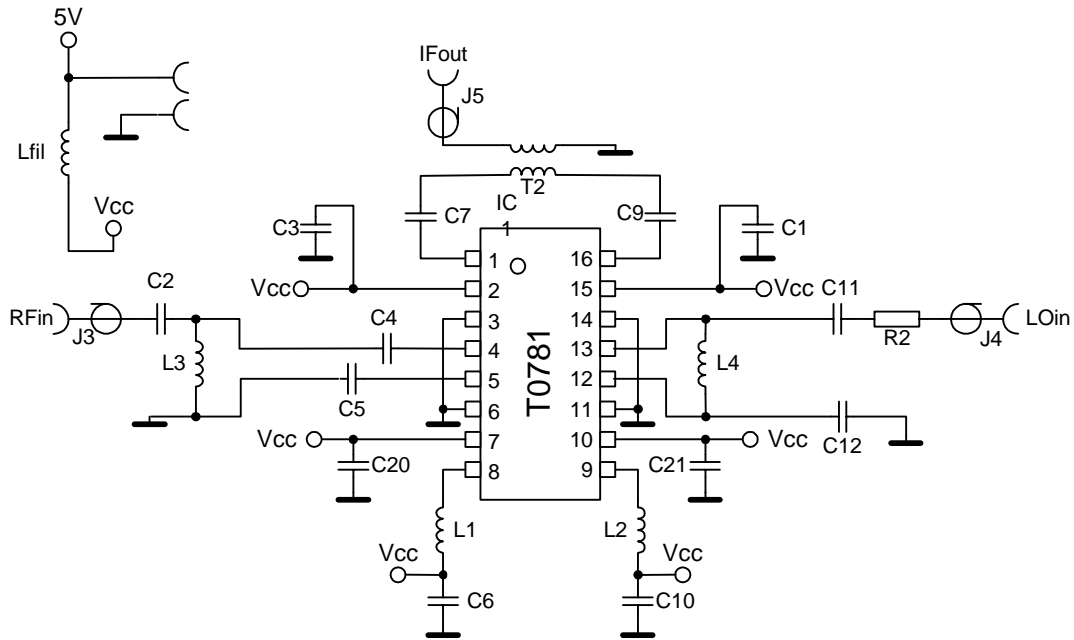 5V
IFout
J5
Lfil
T2
IC
1
C7
C9
C3
C1
Vcc
1
16
C2
Vcc
2
15
Vcc
C11
RFin
J3
C4
3
14
R2
J4
LOin
L3
4
13
L4
5
12
C5
6
11
C12
T0781
Vcc
7
10
Vcc
C20
8
9
C21
L1
L2
Vcc
Vcc
C6
C10